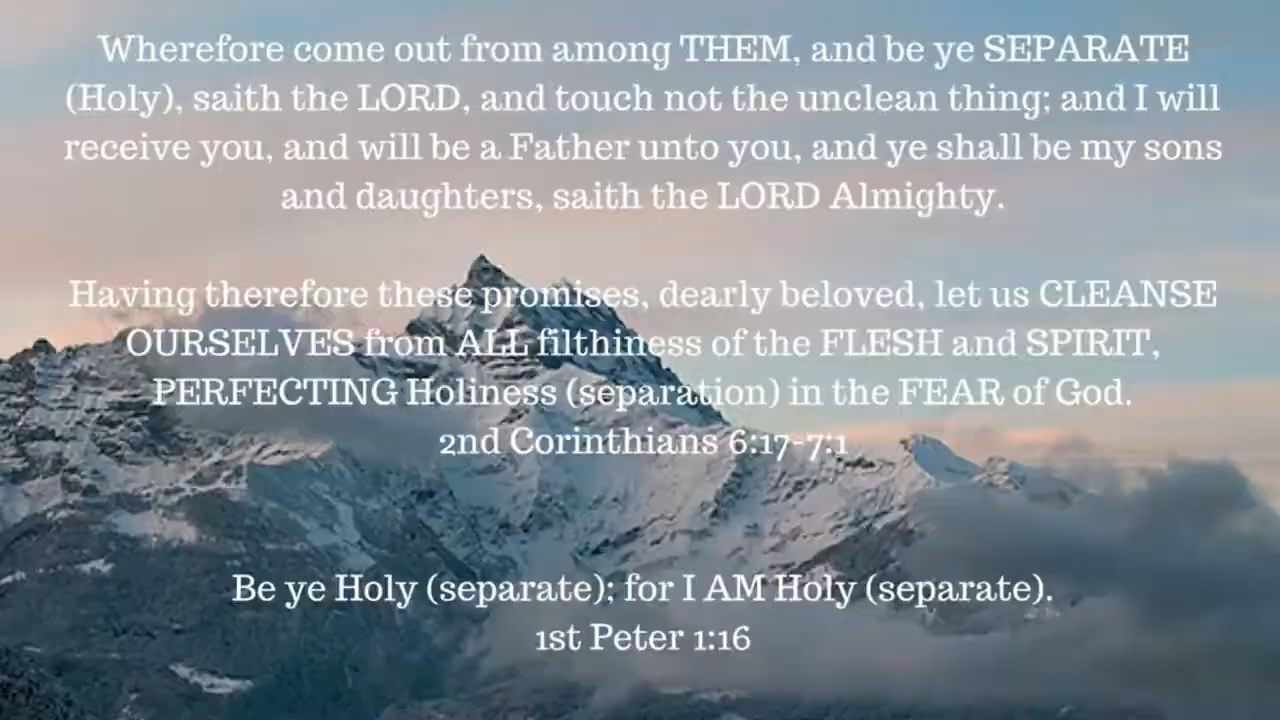 Wherefore come out from among THEM, and be ye SEPARATE
(Holy), saith the LORD, and touch not the unclean thing; and I will
receive you, and will be a Father unto you, and ye shall be my sons
and daughters, saith the LORD Almighty.
Having therefore these promises, dearly beloved, let us CLEANSE
OURSELVES from ALL filthiness of the FLESH and SPIRIT,
PERFECTING Holiness (separation) in the FEAR of God.
2nd Corinthians 6:17-7:1
Be ye Holy (separate); for I AM Holy (separate).
1st Peter 1:16